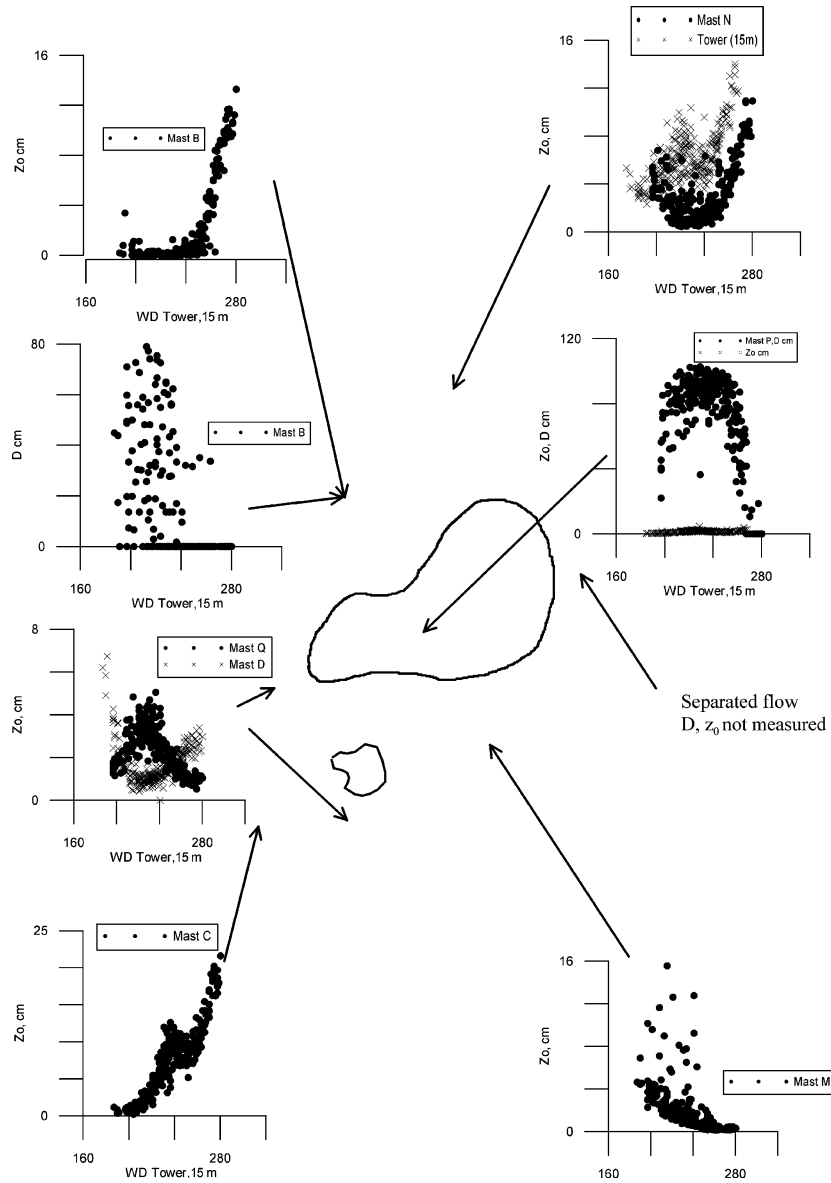 16
Zo cm
Mast B
0
160
280
WD Tower,15 m
Mast N
Tower (15m)
16
Zo, cm
0
160
280
WD Tower,15 m
80
D cm
Mast B
0
160
280
WD Tower,15 m
120
Mast P,D cm
Zo cm
Zo, D cm
0
160
280
WD Tower,15 m
8
Mast Q
Mast D
Zo, cm
0
160
280
WD Tower,15 m
Separated flow
D, z0 not measured
25
Mast C
Zo, cm
0
160
280
WD Tower,15 m
16
Zo, cm
Mast M
0
160
280